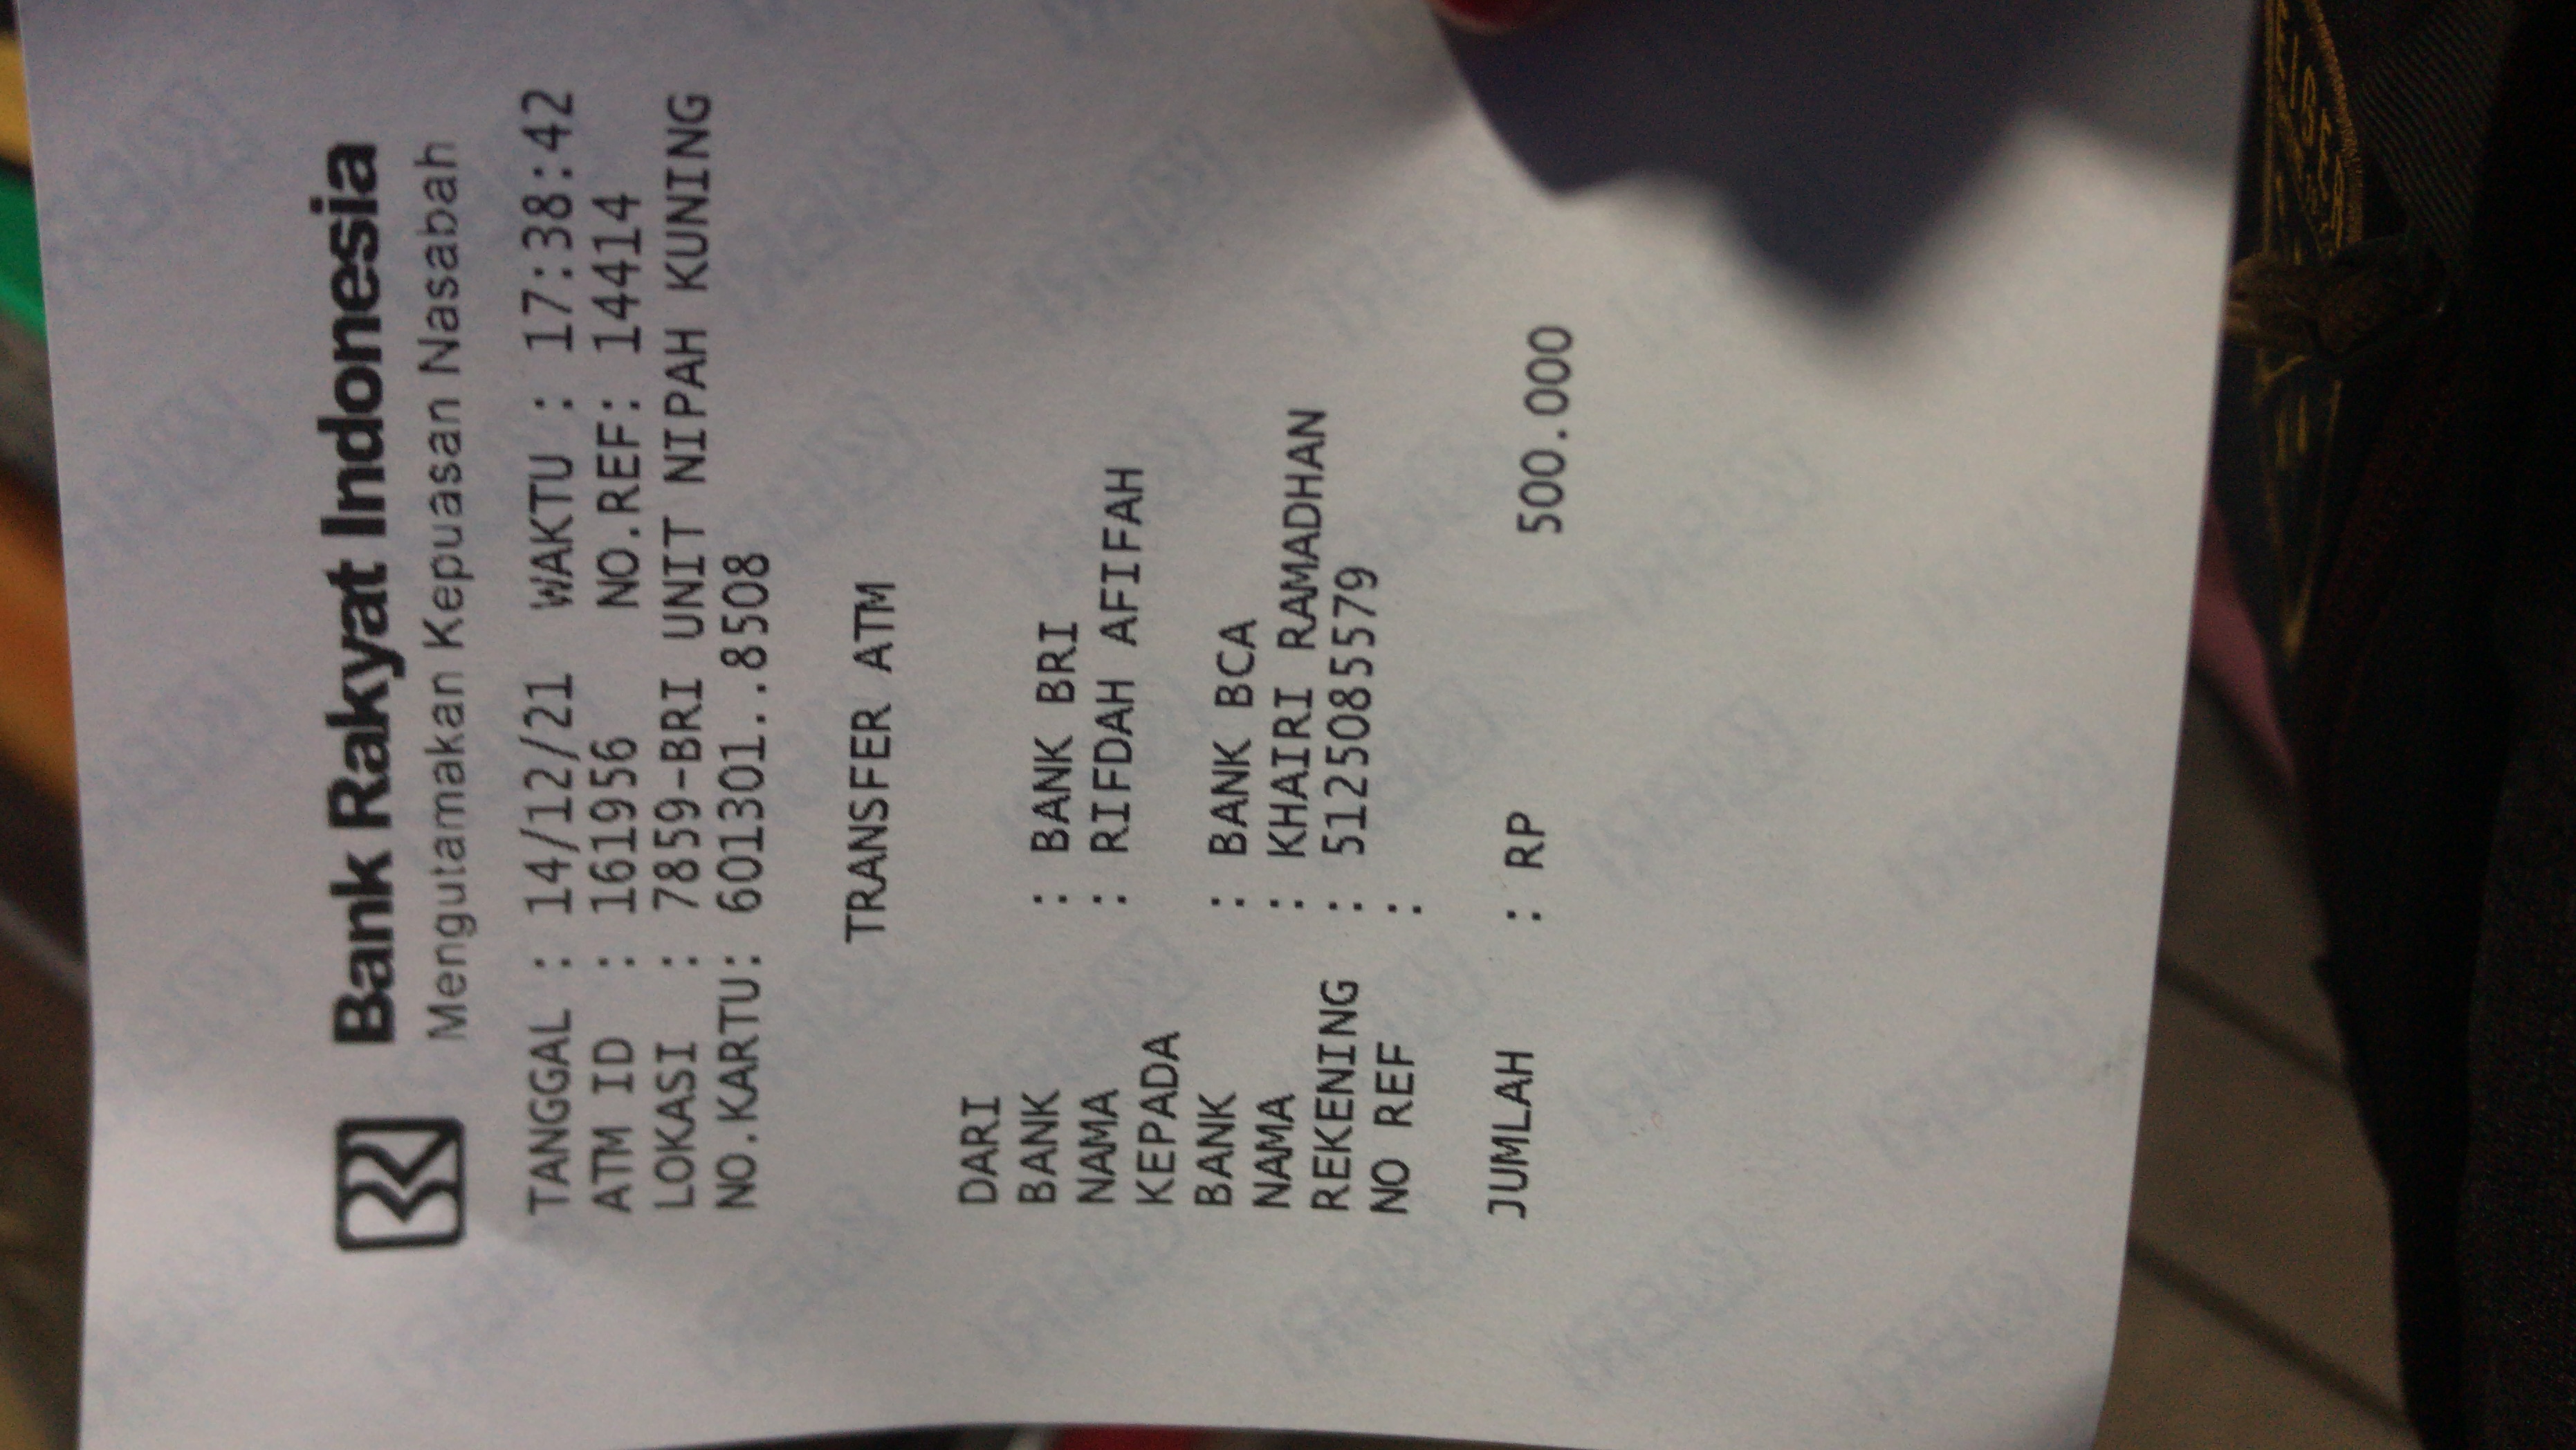 Bank Rakyat Indonesia
Mengutamakan Kepuasan Nasabah
TANGGAL : 14/12/21 WAKTU : 17:38:42
ATM ID : 161956 NO.REF: 14414
LOKASI : 7859-BRI UNIT NIPAH KUNING
NO.KARTU: 601301..8508
TRANSFER ATM
DARI
BANK : BANK BRI
NAMA : RIFDAH AFIFAH
KEPADA
BANK : BANK BCA
NAMA : KHAIRI RAMADHAN
REKENING : 5125085579
NO REF :
JUMLAH : RP 500.000